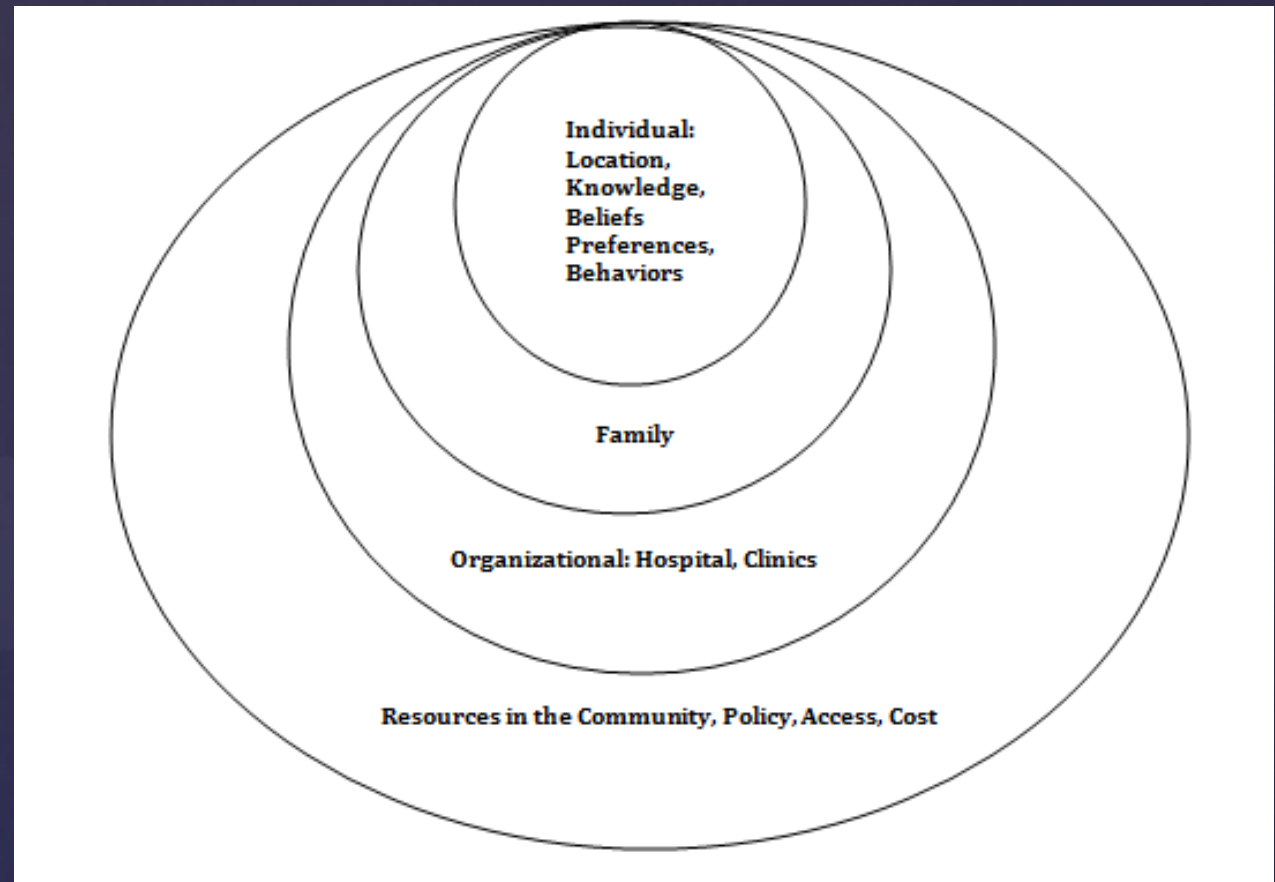 Individual:
Location,
Knowledge,
Beliefs
Preferences,
Behaviors
Family
Organizational: Hospital, Clinics
Resources in the Community, Policy, Access, Cost